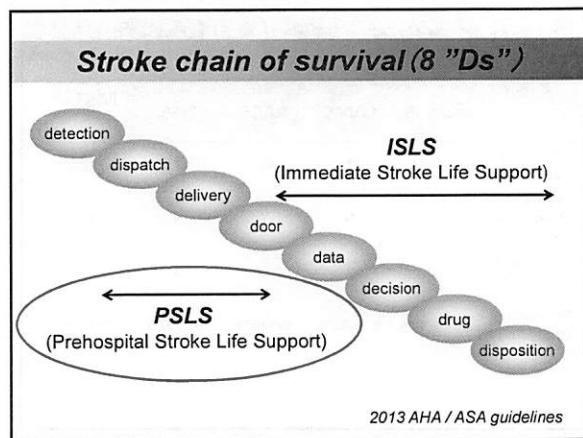 Stroke chain of survival (8 "Ds")
detection
dispatch
delivery
door
data
decision
drug
disposition
ISLS
(Immediate Stroke Life Support)
PSLS
(Prehospital Stroke Life Support)
2013 AHA / ASA guidelines